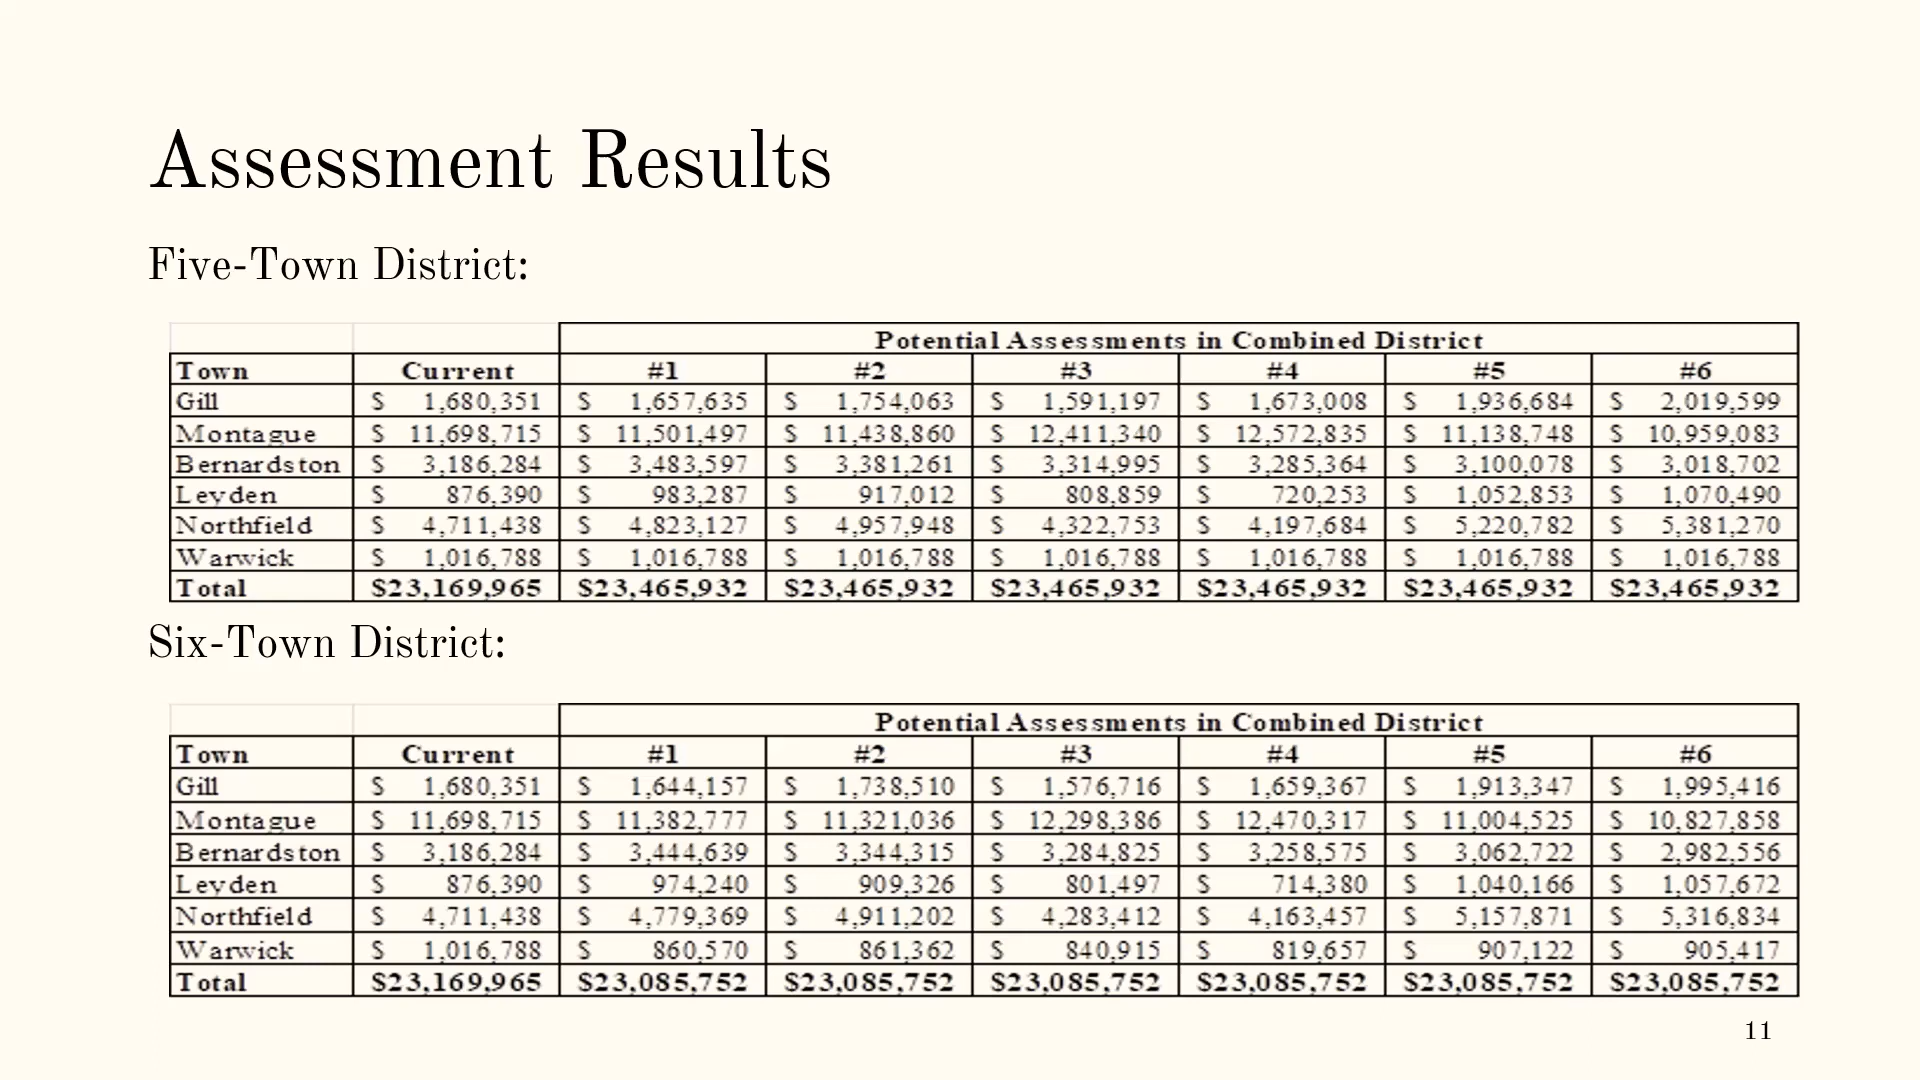 Assessment Results
Five-Town District:
Potential Assessments in Combined District
Town Current #1 #2 #3 #4 #5 #6
Gill $ 1,680,351 $ 1,657,635 $ 1,754,063 $ 1,591,197 $ 1,673,008 $ 1,936,684 $ 2,019,599
Montague $ 11,698,715 $ 11,501,497 $ 11,438,860 $ 12,411,340 $ 12,572,835 $ 11,138,748 $ 10,959,083
Bernardston $ 3,186,284 $ 3,483,597 $ 3,381,261 $ 3,314,995 $ 3,285,364 $ 3,100,078 $ 3,018,702
Leyden $ 876,390 $ 983,287 $ 917,012 $ 808,859 $ 720,253 $ 1,052,853 $ 1,070,490
Northfield $ 4,711,438 $ 4,823,127 $ 4,957,948 $ 4,322,753 $ 4,197,684 $ 5,220,782 $ 5,381,270
Warwick $ 1,016,788 $ 1,016,788 $ 1,016,788 $ 1,016,788 $ 1,016,788 $ 1,016,788 $ 1,016,788
Total $23,169,965 $23,465,932 $23,465,932 $23,465,932 $23,465,932 $23,465,932 $23,465,932
Six-Town District:
Potential Assessments in Combined District
Town Current #1 #2 #3 #4 #5 #6
Gill $ 1,680,351 $ 1,644,157 $ 1,738,510 $ 1,576,716 $ 1,659,367 $ 1,913,347 $ 1,995,416
Montague $ 11,698,715 $ 11,382,777 $ 11,321,036 $ 12,298,386 $ 12,470,317 $ 11,004,525 $ 10,827,858
Bernardston $ 3,186,284 $ 3,444,639 $ 3,344,315 $ 3,284,825 $ 3,258,575 $ 3,062,722 $ 2,982,556
Leyden $ 876,390 $ 974,240 $ 909,326 $ 801,497 $ 714,380 $ 1,040,166 $ 1,057,672
Northfield $ 4,711,438 $ 4,779,369 $ 4,911,202 $ 4,283,412 $ 4,163,457 $ 5,157,871 $ 5,316,834
Warwick $ 1,016,788 $ 860,570 $ 861,362 $ 840,915 $ 819,657 $ 907,122 $ 905,417
Total $23,169,965 $23,085,752 $23,085,752 $23,085,752 $23,085,752 $23,085,752 $23,085,752
11